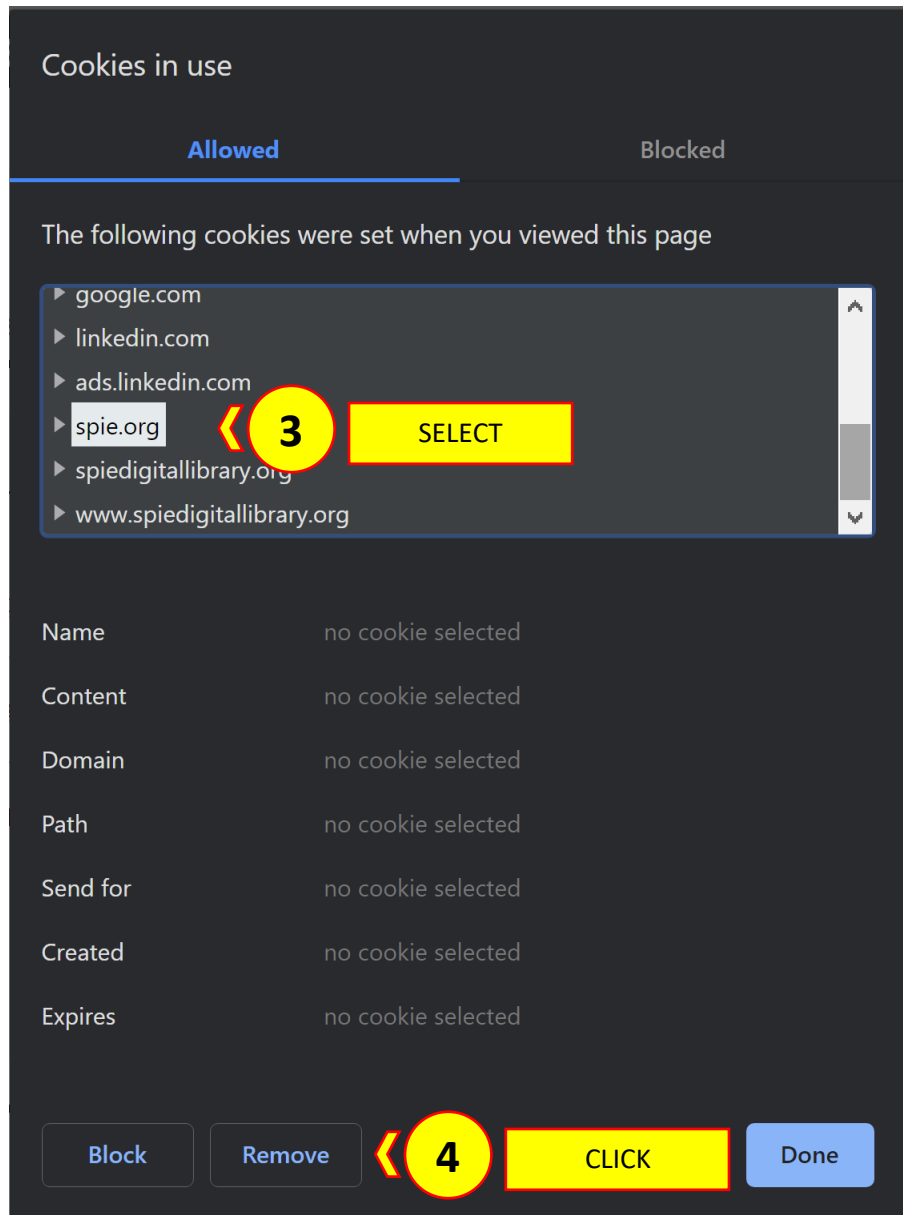 Cookies in use
Allowed Blocked
The following cookies were set when you viewed this page
google.com
linkedin.com
ads.linkedin.com
spie.org 3 SELECT
spiedigitallibrary.org
www.spiedigitallibrary.org
Name no cookie selected
Content no cookie selected
Domain no cookie selected
Path no cookie selected
Send for no cookie selected
Created no cookie selected
Expires no cookie selected
Block Remove 4 CLICK Done